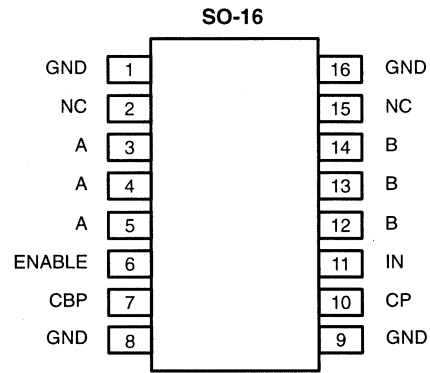 SO-16
GND 1 16 GND
NC 2 15 NC
A 3 14 B
A 4 13 B
A 5 12 B
ENABLE 6 11 IN
CBP 7 10 CP
GND 8 9 GND